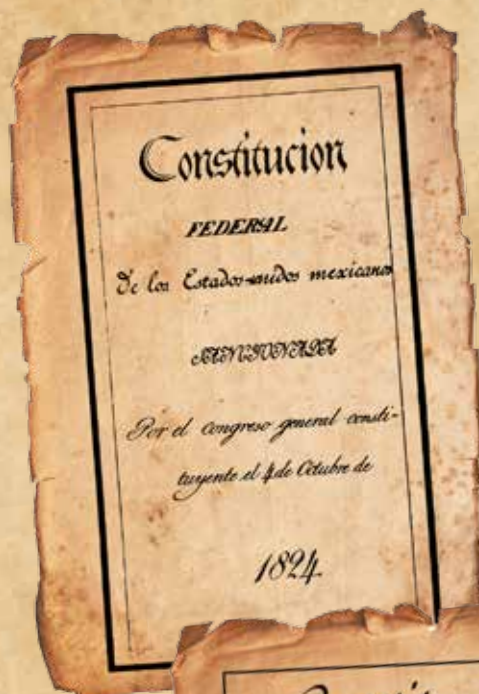 Constitucion
FEDERAL
De los Estados-unidos mexicanos
SANCIONADA
Por el congreso general consti-
tuyente el 4 de Octubre de
1824.